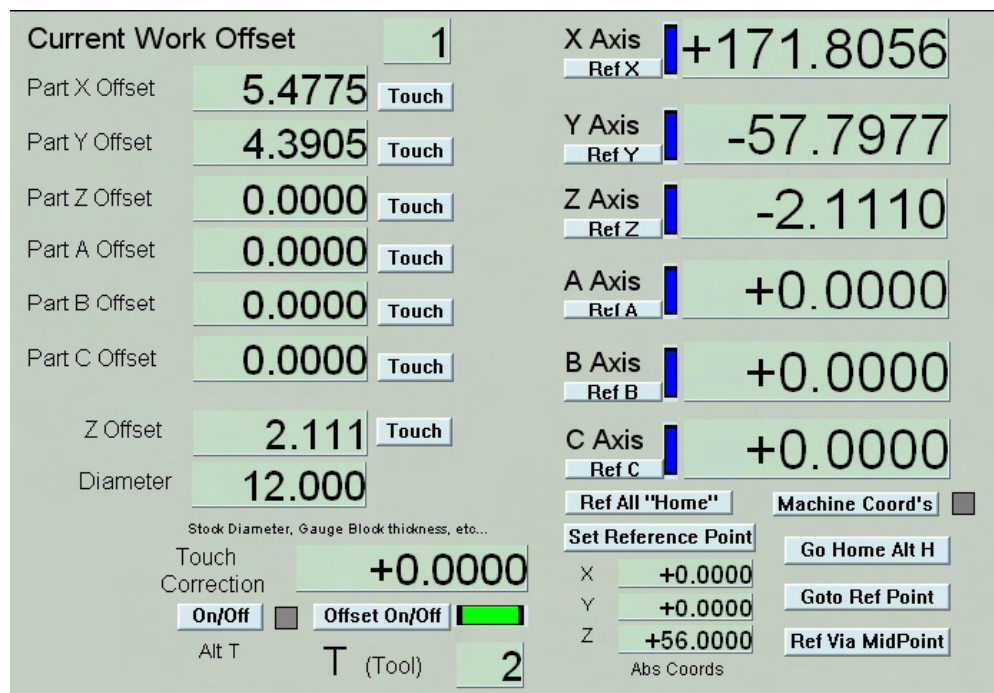 Current Work Offset 1
Part X Offset 5.4775 Touch
Part Y Offset 4.3905 Touch
Part Z Offset 0.0000 Touch
Part A Offset 0.0000 Touch
Part B Offset 0.0000 Touch
Part C Offset 0.0000 Touch
Z Offset 2.111 Touch
Diameter 12.000
Stock Diameter, Gauge Block thickness, etc...
Touch
Correction +0.0000
On/Off Offset On/Off
Alt T
T (Tool) 2
X Axis +171.8056
Ref X
Y Axis -57.7977
Ref Y
Z Axis -2.1110
Ref Z
A Axis +0.0000
Ref A
B Axis +0.0000
Ref B
C Axis +0.0000
Ref C
Ref All "Home" Machine Coord's
Set Reference Point Go Home Alt H
X +0.0000
Y +0.0000 Goto Ref Point
Z +56.0000 Ref Via MidPoint
Abs Coords